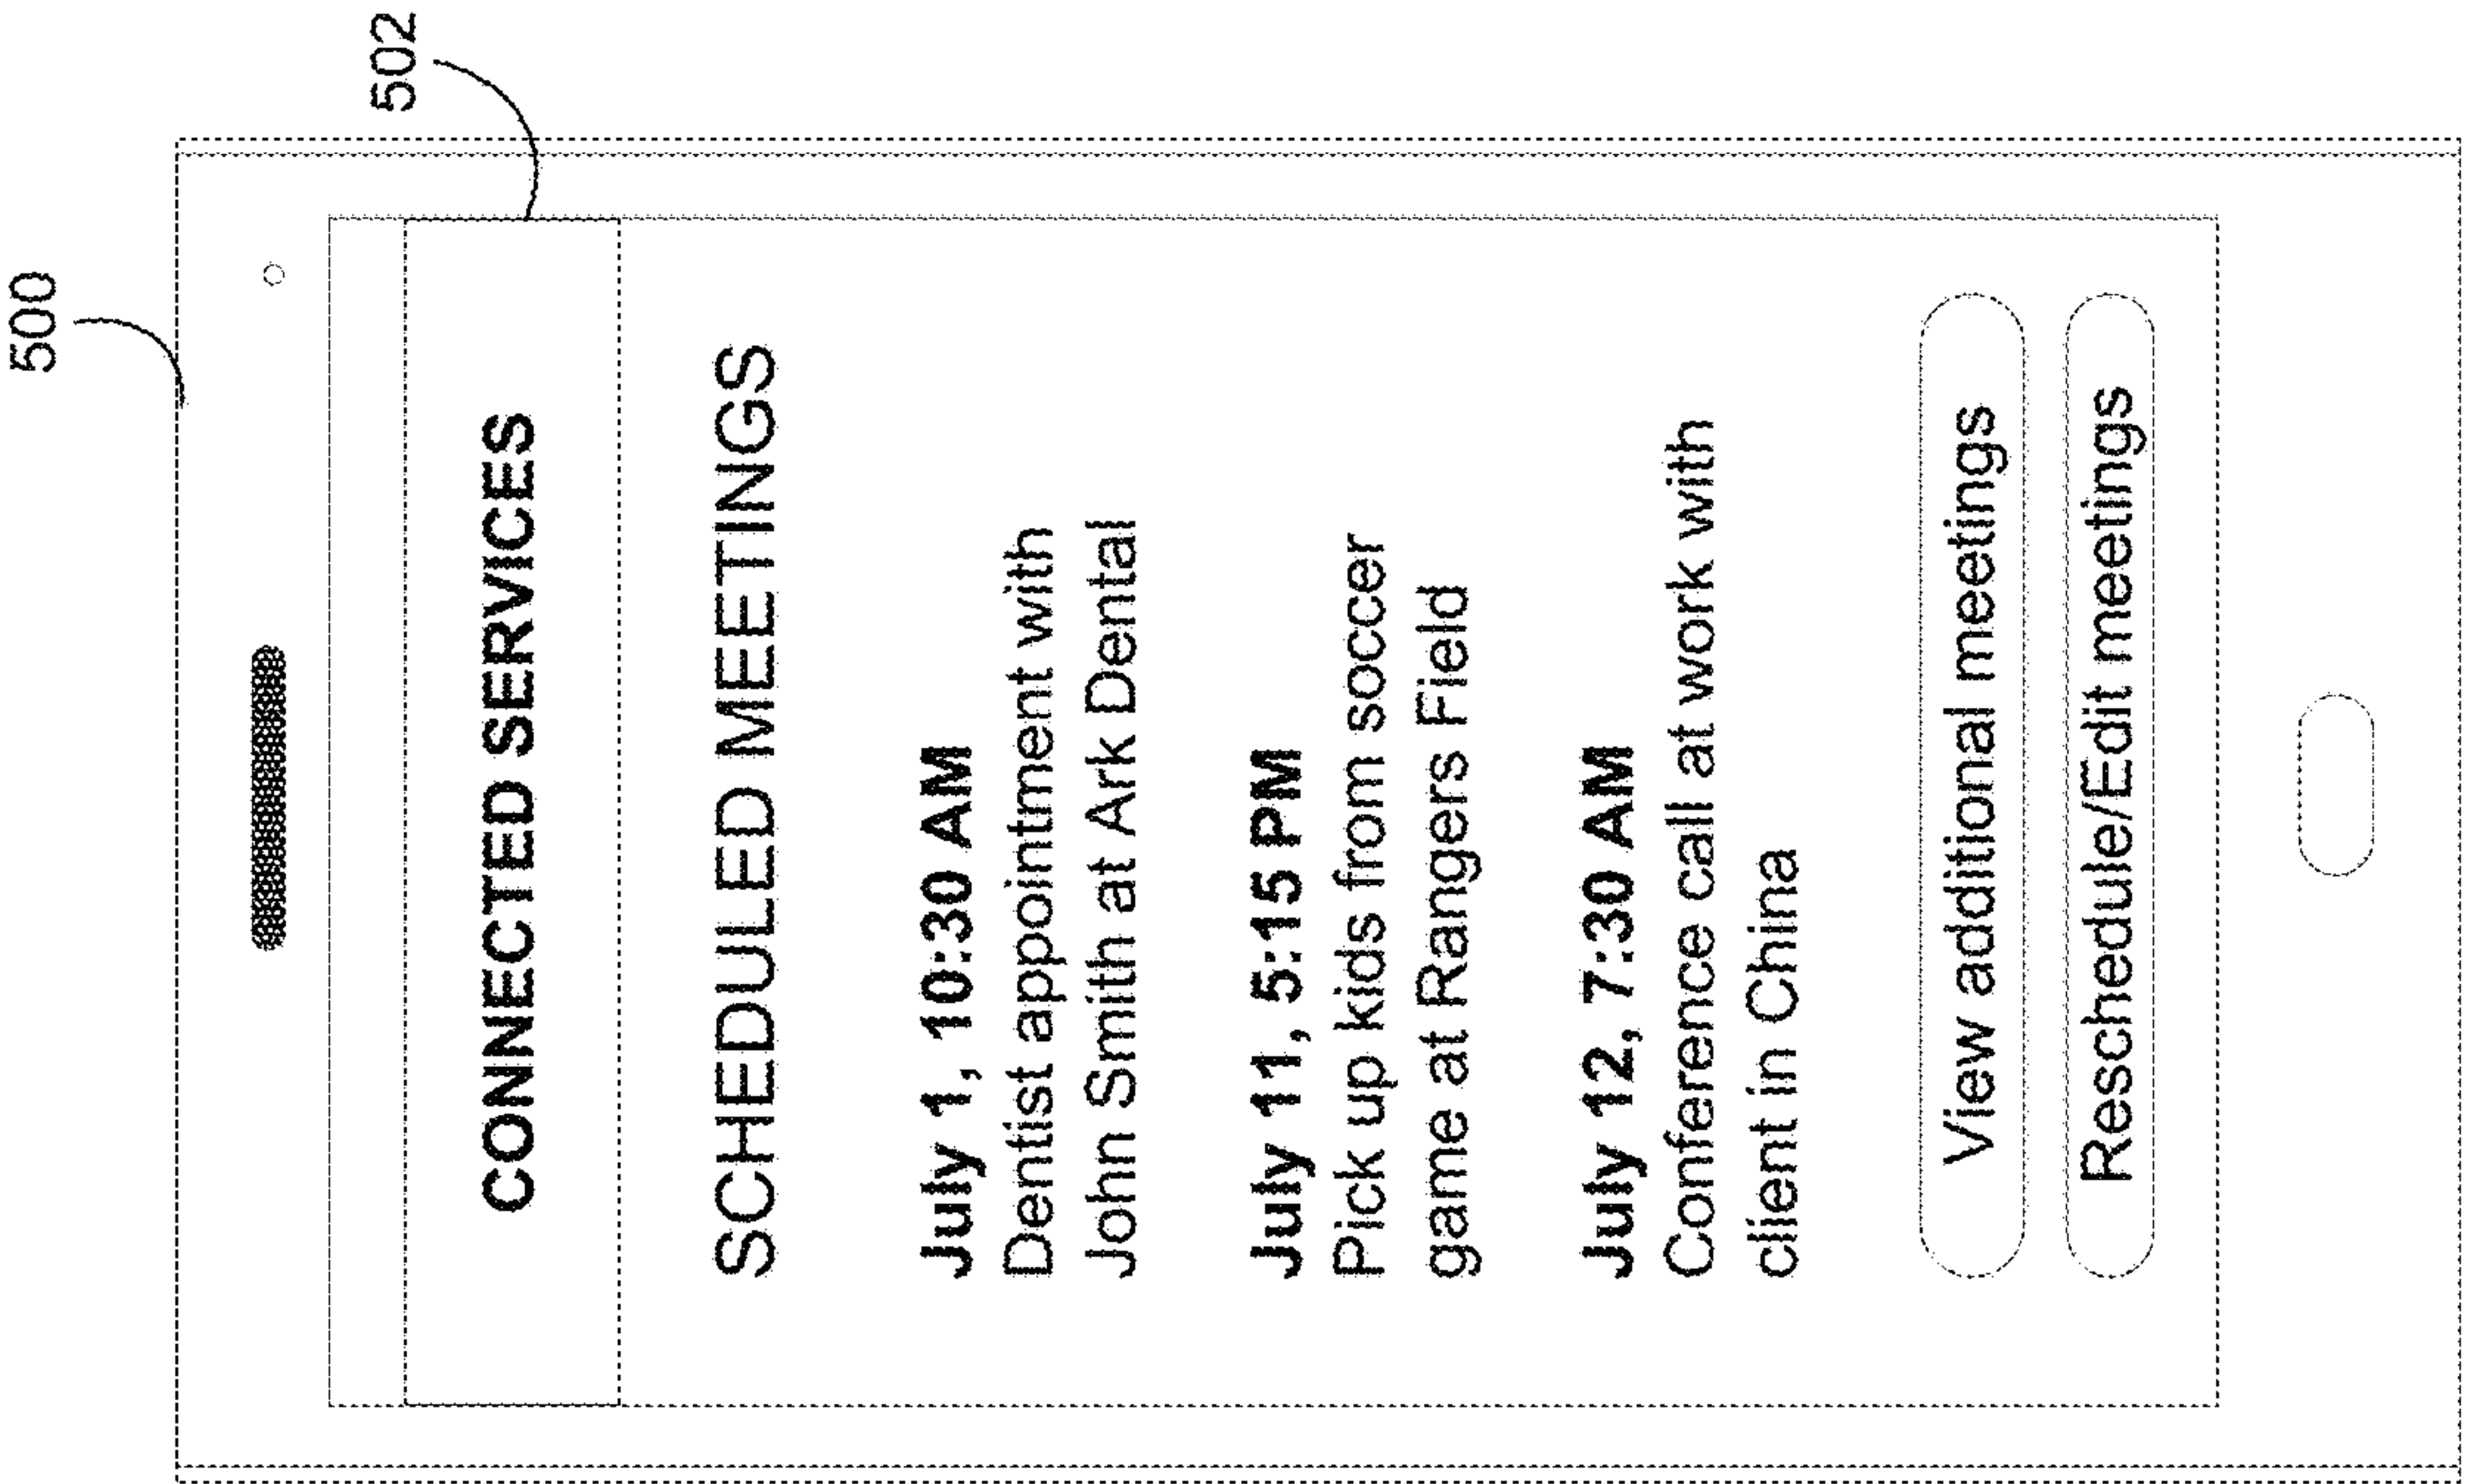 500
502
CONNECTED SERVICES
SCHEDULED MEETINGS
July 1, 10:30 AM
Dentist appointment with
John Smith at Ark Dental
July 11, 5:15 PM
Pick up kids from soccer
game at Rangers Field
July 12, 7:30 AM
Conference call at work with
client in China
View additional meetings
Reschedule/Edit meetings